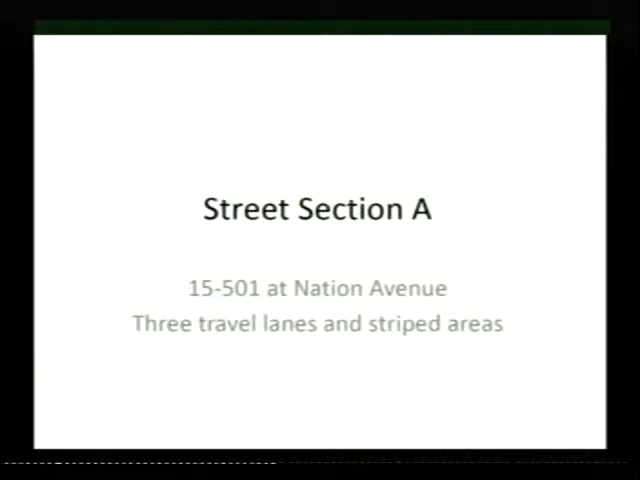 Street Section A
15-501 at Nation Avenue
Three travel lanes and striped areas